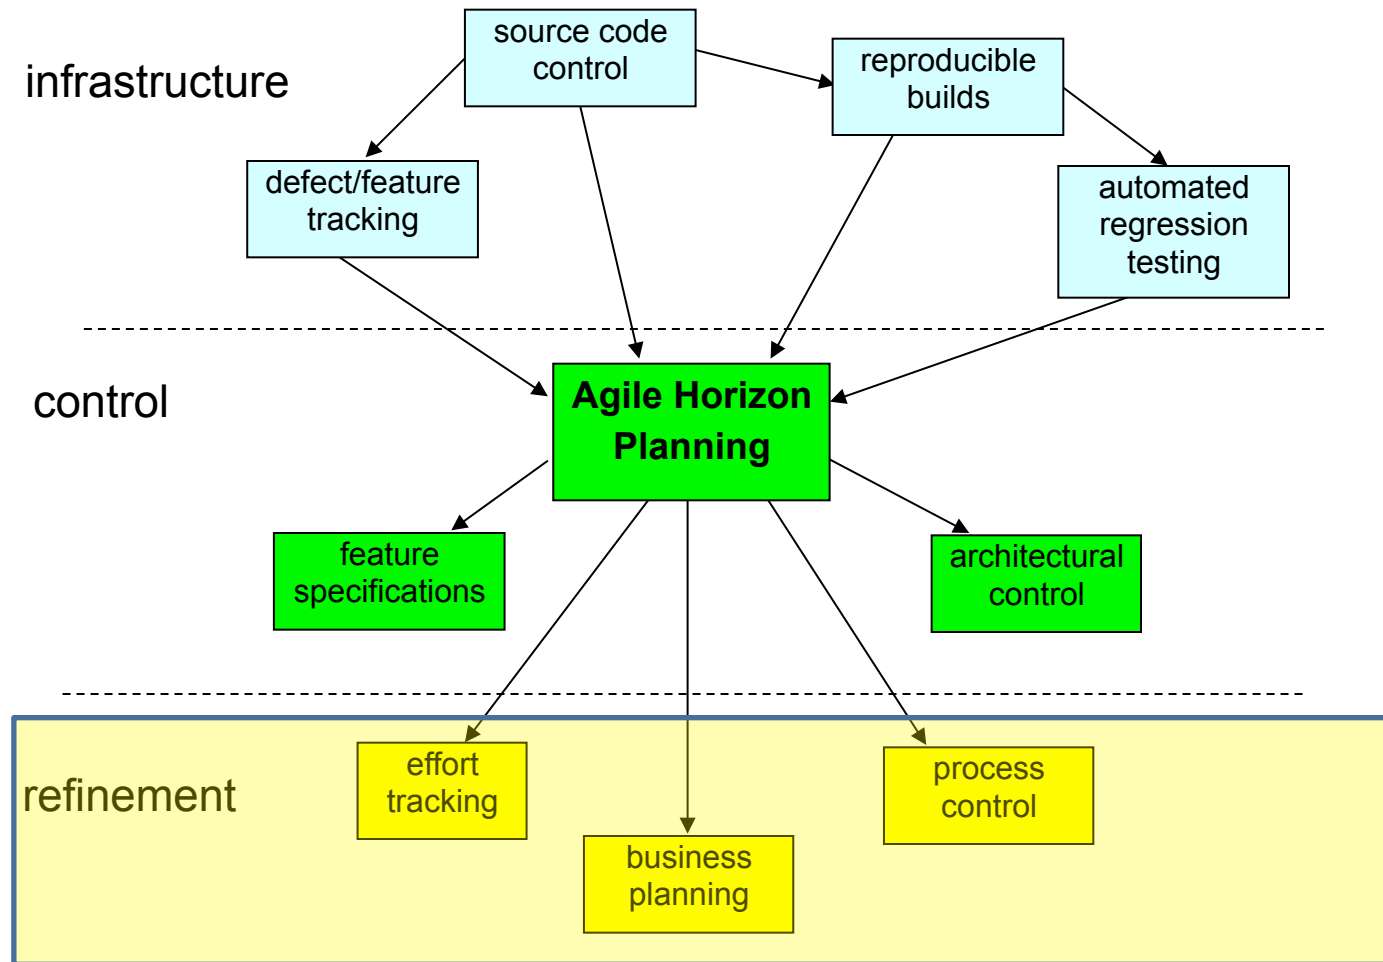 infrastructure
source code
control
reproducible
builds
defect/feature
tracking
automated
regression
testing
control
Agile Horizon
Planning
feature
specifications
architectural
control
refinement
effort
tracking
business
planning
process
control